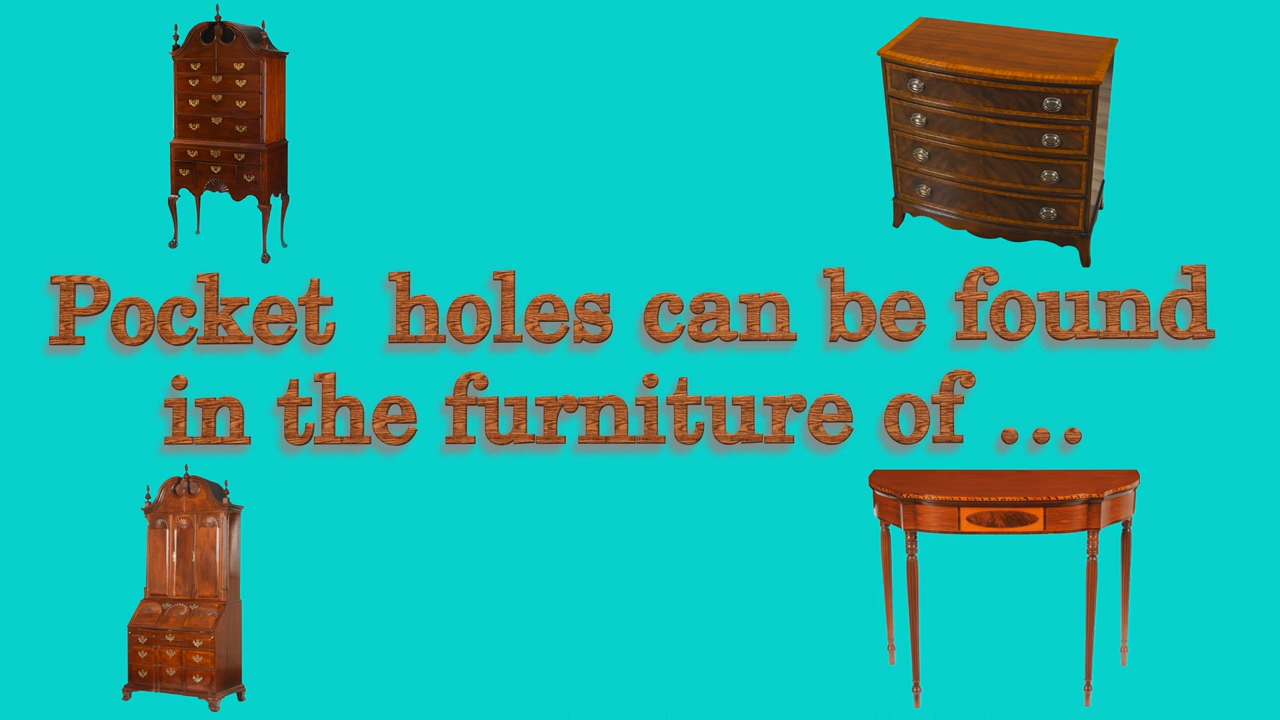 Pocket holes can be found
in the furniture of ...